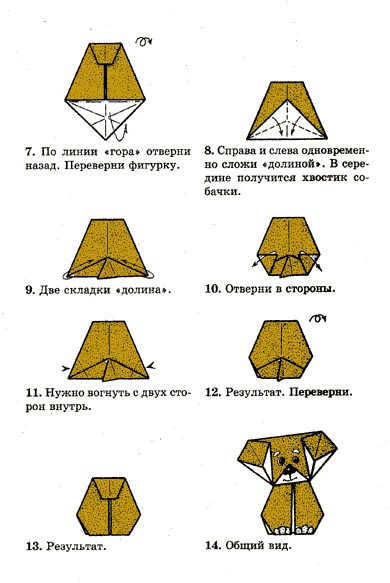 7. По линии «гора» отверни
назад. Переверни фигурку.
8. Справа и слева одновремен-
но сложи «долиной». В сере-
дине получится хвостик со-
бачки.
9. Две складки «долина».
10. Отверни в стороны.
11. Нужно вогнуть с двух сто-
рон внутрь.
12. Результат. Переверни.
13. Результат.
14. Общий вид.